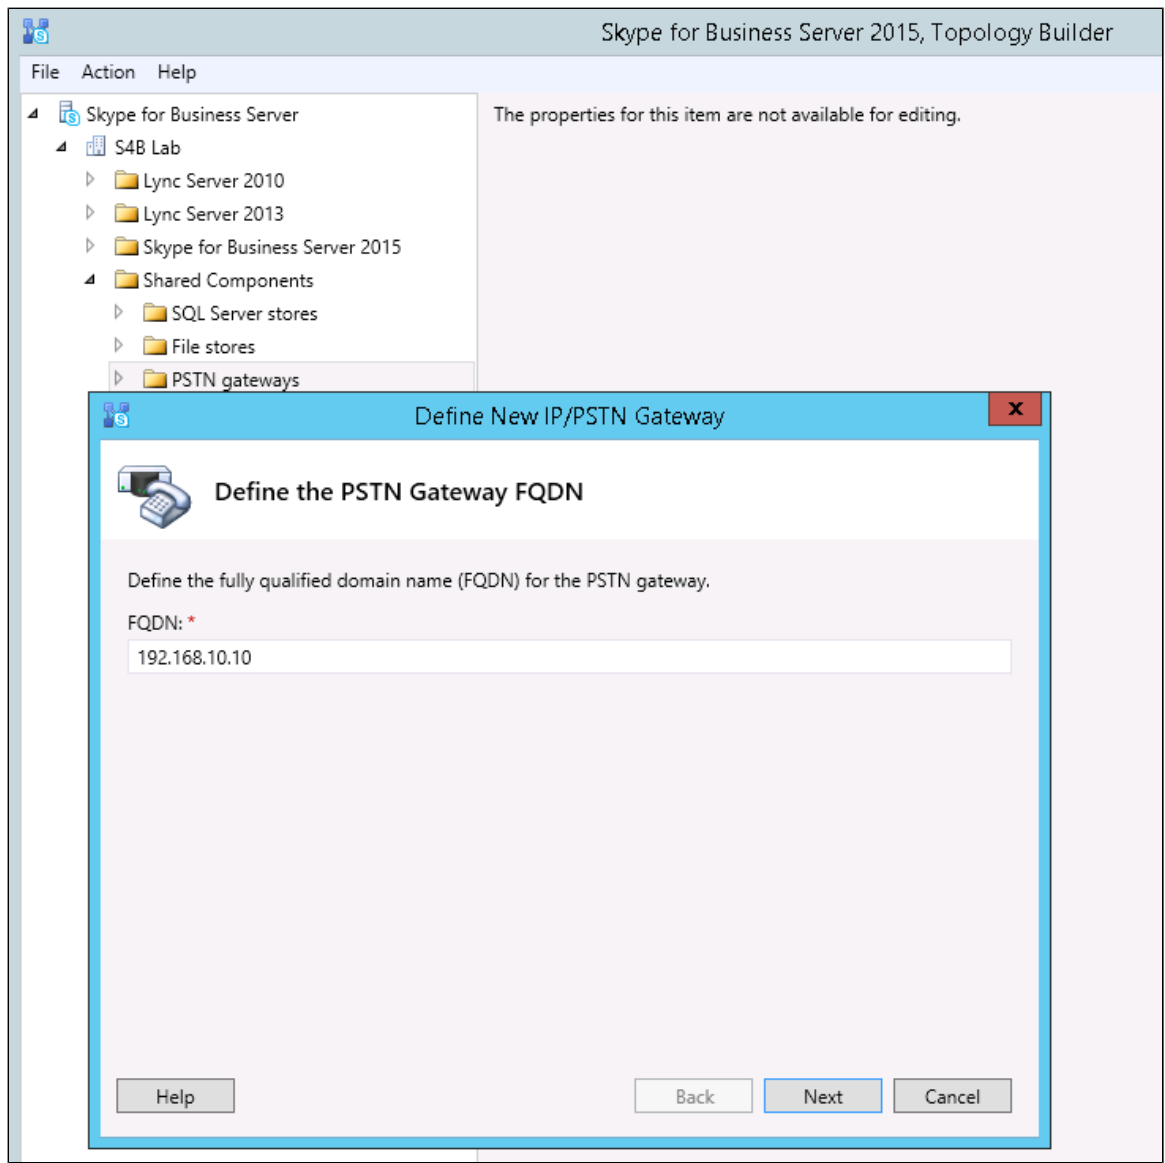 Skype for Business Server 2015, Topology Builder
File Action Help
Skype for Business Server
The properties for this item are not available for editing.
S4B Lab
Lync Server 2010
Lync Server 2013
Skype for Business Server 2015
Shared Components
SQL Server stores
File stores
PSTN gateways
Define New IP/PSTN Gateway
x
Define the PSTN Gateway FQDN
Define the fully qualified domain name (FQDN) for the PSTN gateway.
FQDN: *
192.168.10.10
Help Back Next Cancel